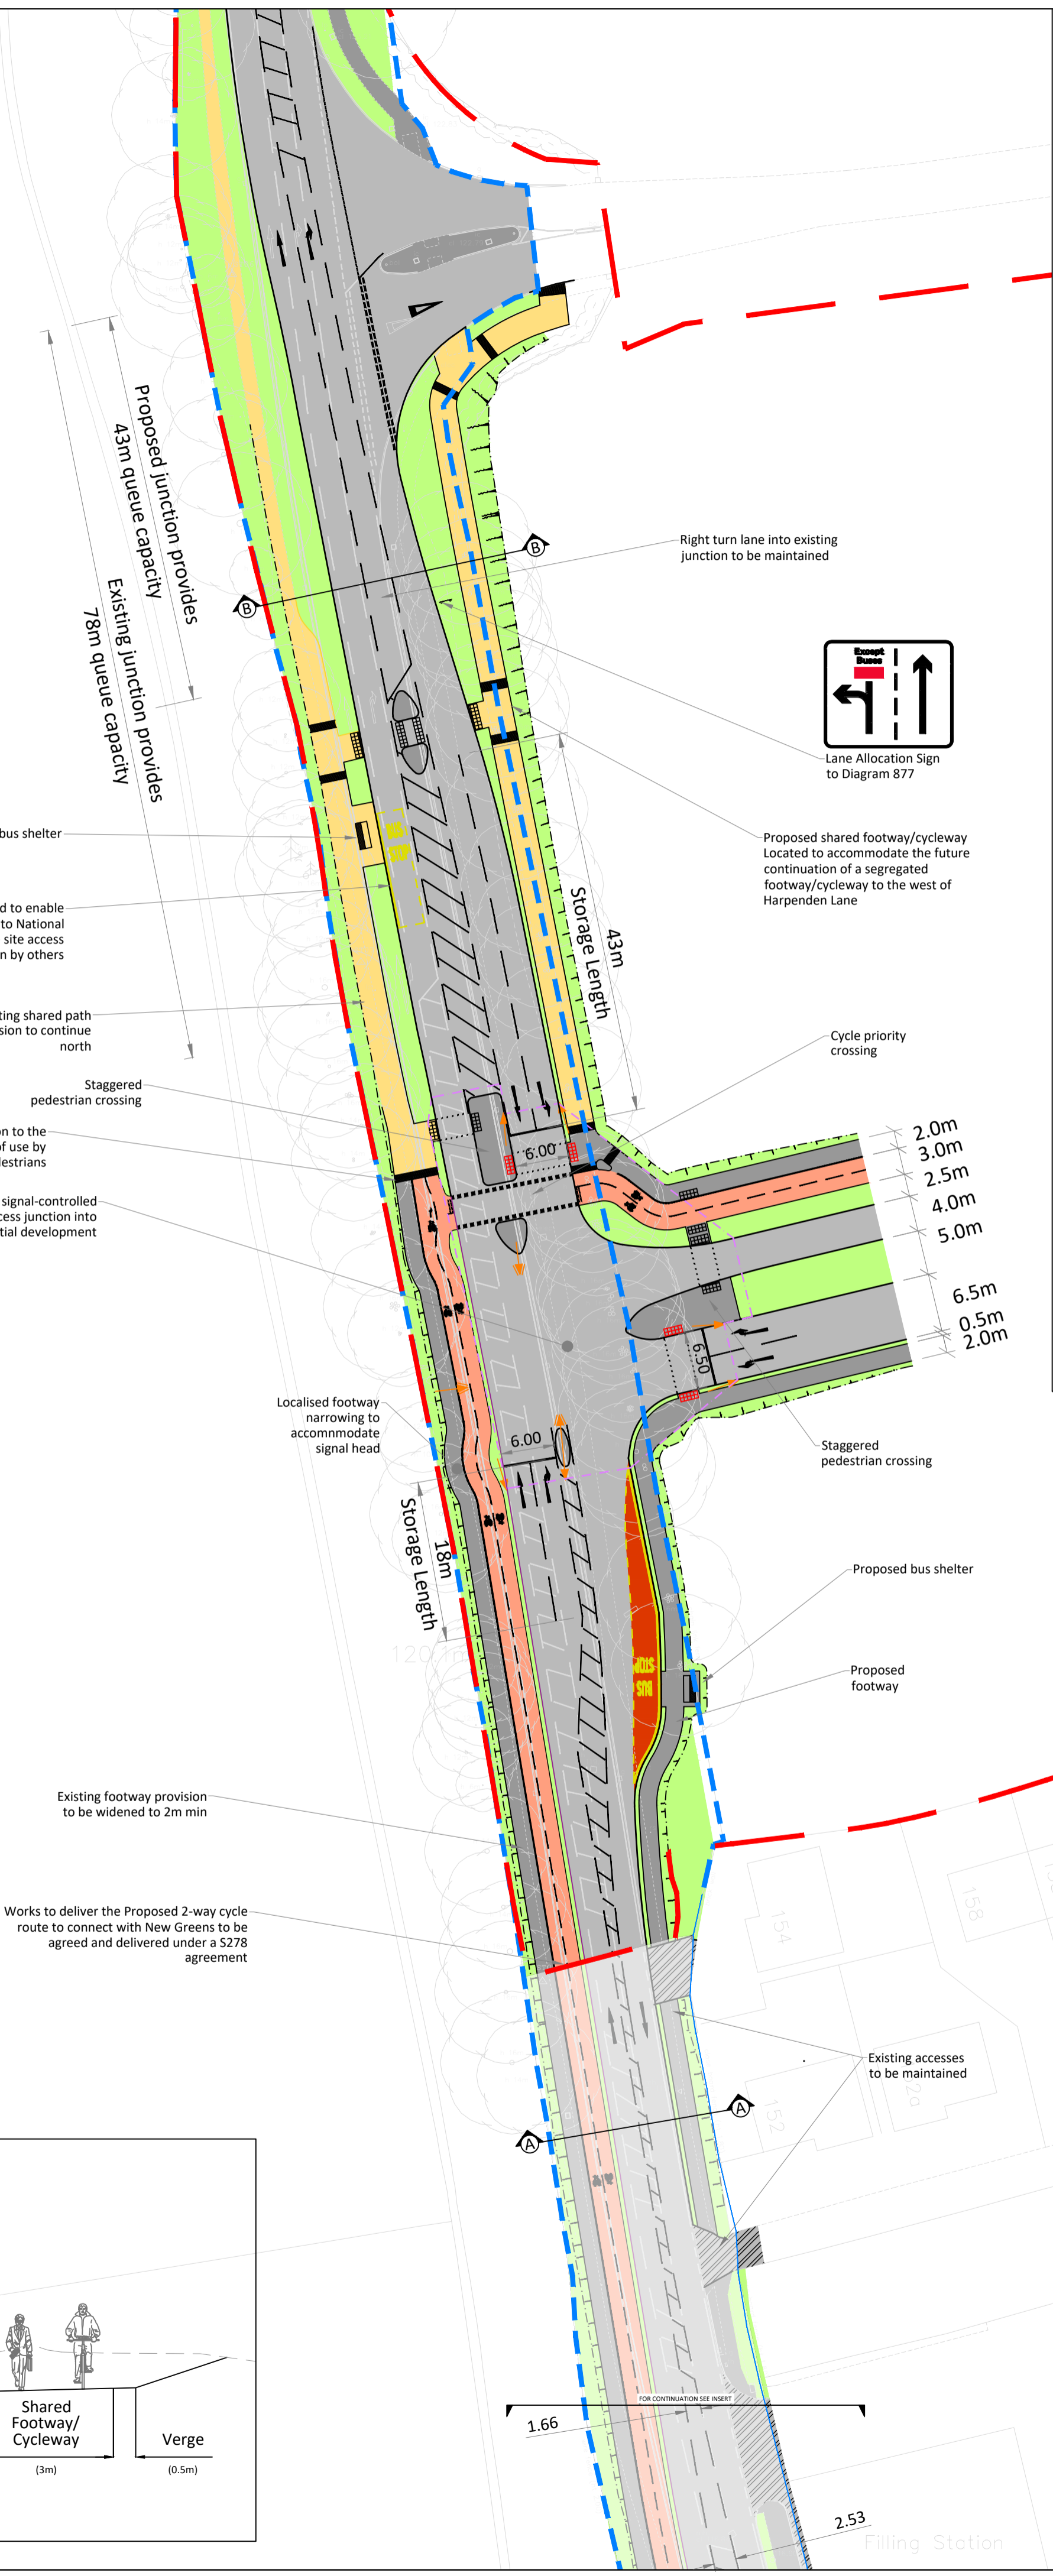 Proposed junction provides
43m queue capacity
Existing junction provides
78m queue capacity
B
B
Right turn lane into existing
junction to be maintained
Except
Buses
Lane Allocation Sign
to Diagram 877
bus shelter
Proposed shared footway/cycleway
Located to accommodate the future
continuation of a segregated
footway/cycleway to the west of
Harpenden Lane
BUS
STOP
d to enable
to National
site access
n by others
43m
Storage Length
ting shared path
sion to continue
north
Cycle priority
crossing
Staggered
pedestrian crossing
on to the
of use by
destrians
6.00
2.0m
3.0m
2.5m
4.0m
5.0m
6.5m
0.5m
2.0m
signal-controlled
cess junction into
tial development
6.50
Localised footway
narrowing to
accomnmodate
signal head
6.00
Staggered
pedestrian crossing
18m
Storage Length
Proposed bus shelter
120.1m
BUS
STOP
Proposed
footway
Existing footway provision
to be widened to 2m min
Works to deliver the Proposed 2-way cycle
route to connect with New Greens to be
agreed and delivered under a S278
agreement
154
158
Existing accesses
to be maintained
152
2a
A
A
Shared
Footway/
Cycleway
Verge
(3m)
(0.5m)
FOR CONTINUATION SEE INSERT
1.66
2.53
Filling Station